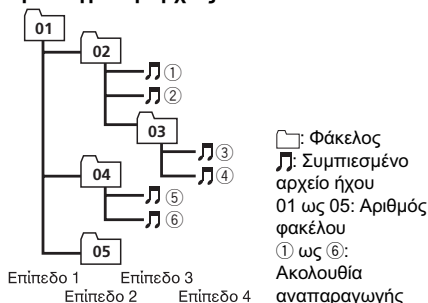 01
02
①
②
03
③
④
04
⑤
⑥
05
Επίπεδο 1 Επίπεδο 3
Επίπεδο 2 Επίπεδο 4
: Φάκελος
: Συμπιεσμένο
αρχείο ήχου
01 ως 05: Αριθμός
φακέλου
① ως ⑥:
Ακολουθία
αναπαραγωγής